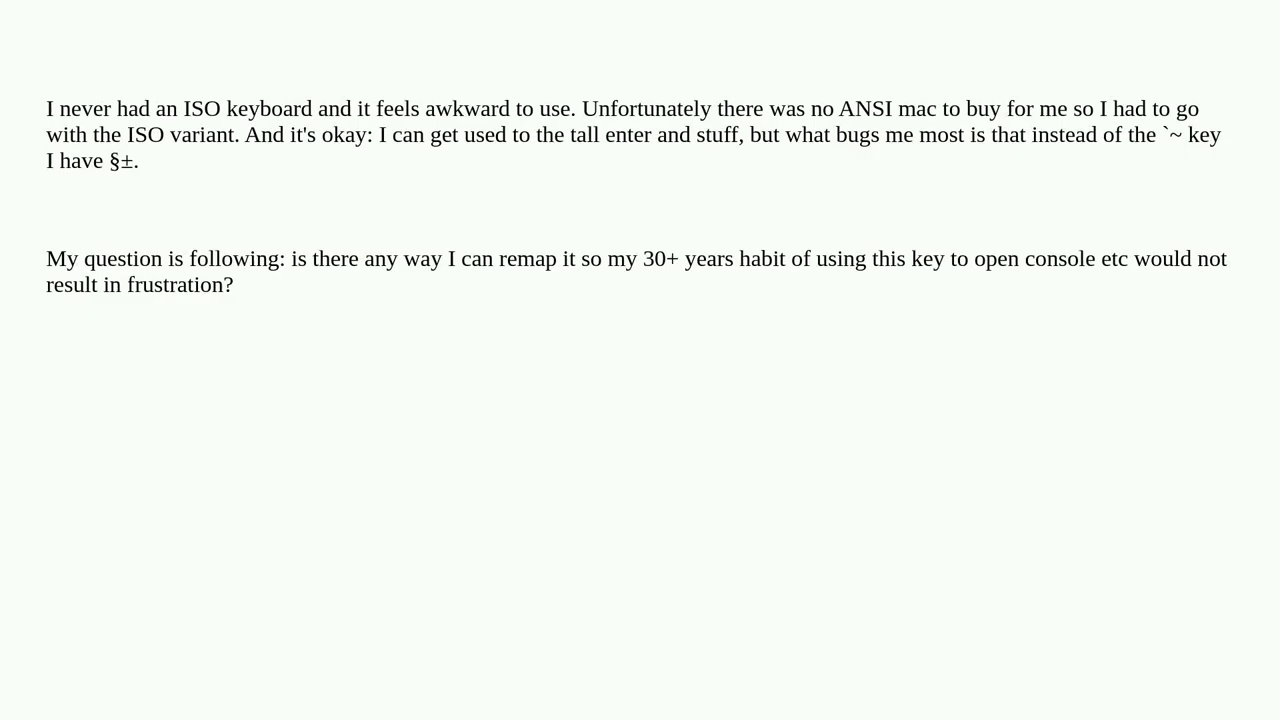 I never had an ISO keyboard and it feels awkward to use. Unfortunately there was no ANSI mac to buy for me so I had to go
with the ISO variant. And it's okay: I can get used to the tall enter and stuff, but what bugs me most is that instead of the `~ key
I have §±.
My question is following: is there any way I can remap it so my 30+ years habit of using this key to open console etc would not
result in frustration?